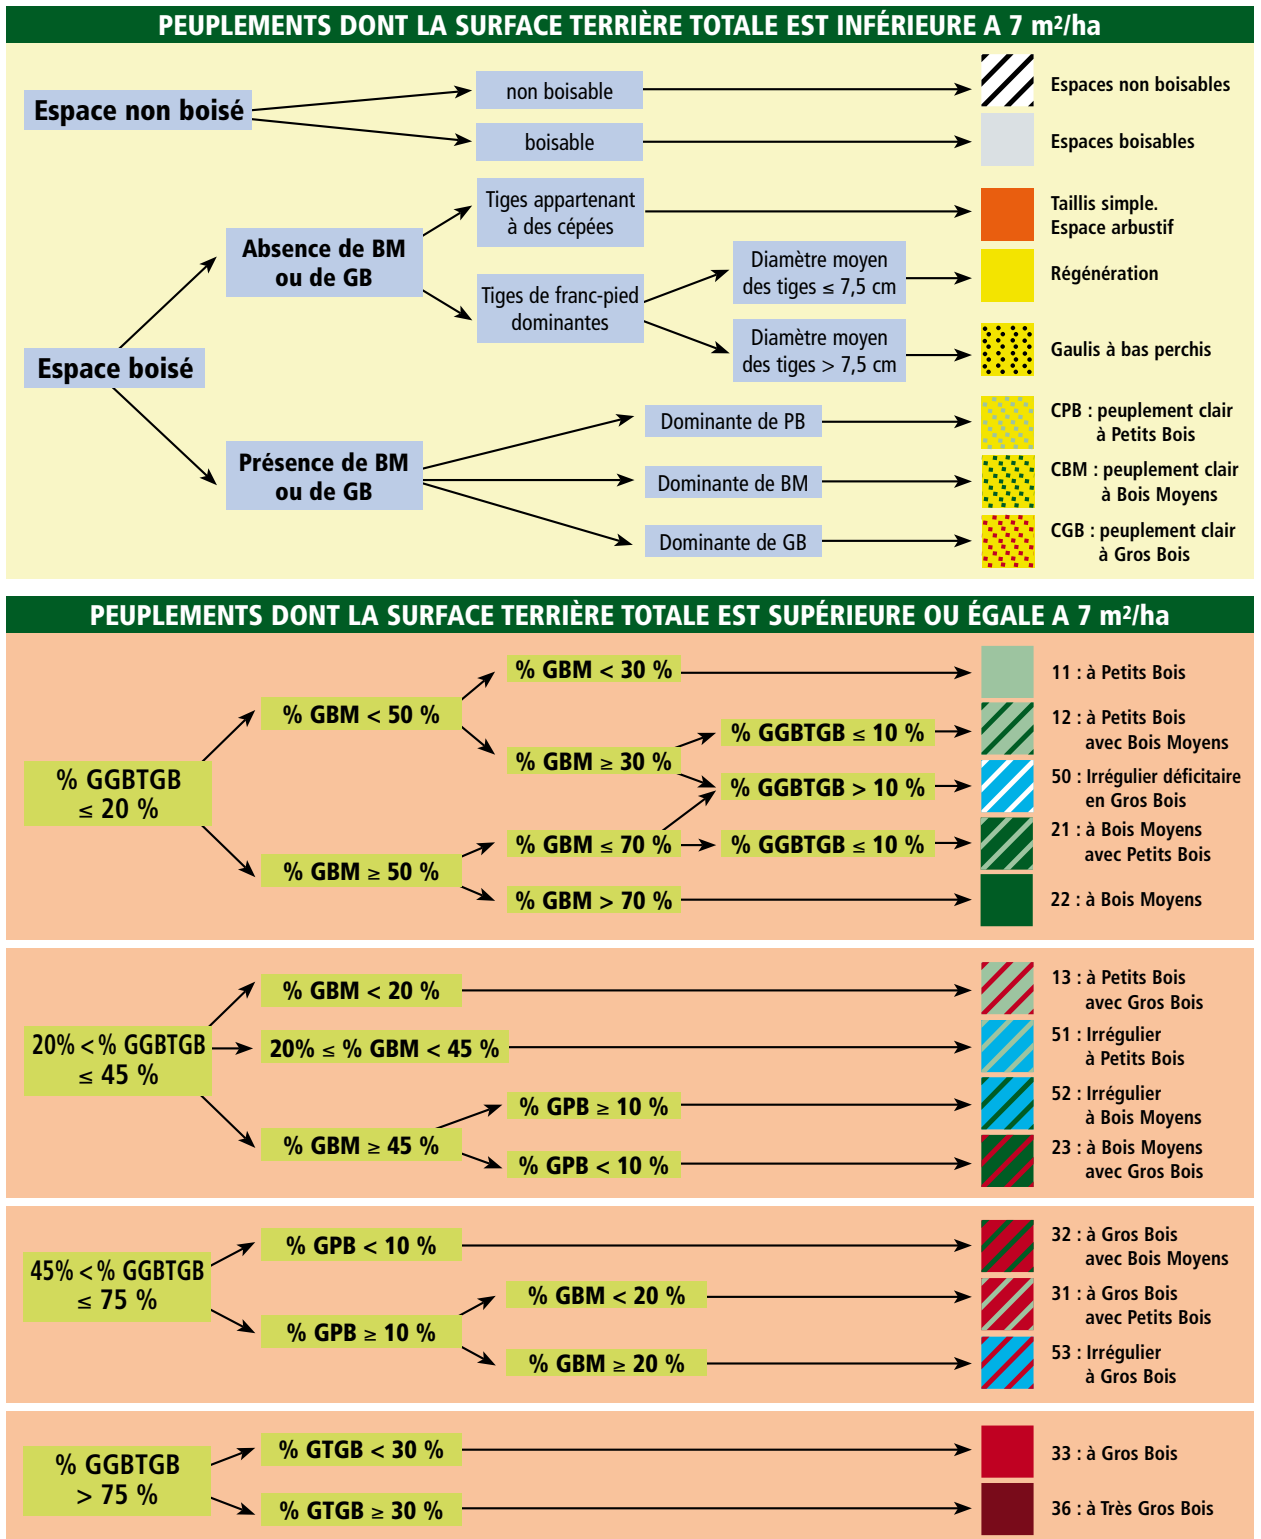 PEUPLEMENTS DONT LA SURFACE TERRIÈRE TOTALE EST INFÉRIEURE A 7 m²/ha
Espace non boisé
non boisable
Espaces non boisables
boisable
Espaces boisables
Espace boisé
Absence de BM
ou de GB
Tiges appartenant
à des cépées
Taillis simple.
Espace arbustif
Tiges de franc-pied
dominantes
Diamètre moyen
des tiges ≤ 7,5 cm
Régénération
Diamètre moyen
des tiges > 7,5 cm
Gaulis à bas perchis
Présence de BM
ou de GB
Dominante de PB
CPB : peuplement clair
à Petits Bois
Dominante de BM
CBM : peuplement clair
à Bois Moyens
Dominante de GB
CGB : peuplement clair
à Gros Bois
PEUPLEMENTS DONT LA SURFACE TERRIÈRE TOTALE EST SUPÉRIEURE OU ÉGALE A 7 m²/ha
% GGBTGB
≤ 20 %
% GBM < 50 %
% GBM < 30 %
11 : à Petits Bois
% GBM ≥ 30 %
% GGBTGB ≤ 10 %
12 : à Petits Bois
avec Bois Moyens
% GGBTGB > 10 %
50 : Irrégulier déficitaire
en Gros Bois
% GBM ≥ 50 %
% GBM ≤ 70 %
% GGBTGB ≤ 10 %
21 : à Bois Moyens
avec Petits Bois
% GBM > 70 %
22 : à Bois Moyens
20% < % GGBTGB
≤ 45 %
% GBM < 20 %
13 : à Petits Bois
avec Gros Bois
20% ≤ % GBM < 45 %
51 : Irrégulier
à Petits Bois
% GBM ≥ 45 %
% GPB ≥ 10 %
52 : Irrégulier
à Bois Moyens
% GPB < 10 %
23 : à Bois Moyens
avec Gros Bois
45% < % GGBTGB
≤ 75 %
% GPB < 10 %
32 : à Gros Bois
avec Bois Moyens
% GPB ≥ 10 %
% GBM < 20 %
31 : à Gros Bois
avec Petits Bois
% GBM ≥ 20 %
53 : Irrégulier
à Gros Bois
% GGBTGB
> 75 %
% GTGB < 30 %
33 : à Gros Bois
% GTGB ≥ 30 %
36 : à Très Gros Bois